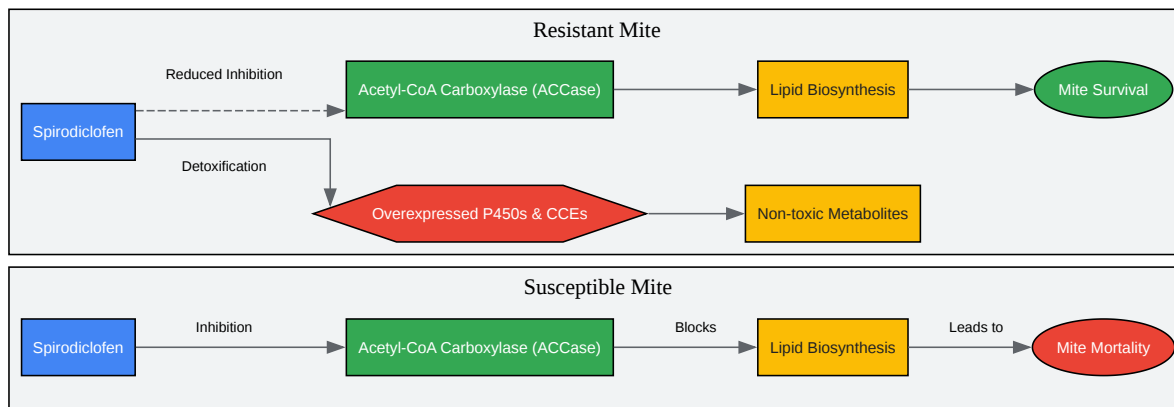 Resistant Mite
Reduced Inhibition
Acetyl-CoA Carboxylase (ACCase)
Lipid Biosynthesis
Mite Survival
Spirodiclofen
Detoxification
Overexpressed P450s & CCEs
Non-toxic Metabolites
Susceptible Mite
Spirodiclofen
Inhibition
Acetyl-CoA Carboxylase (ACCase)
Blocks
Lipid Biosynthesis
Leads to
Mite Mortality